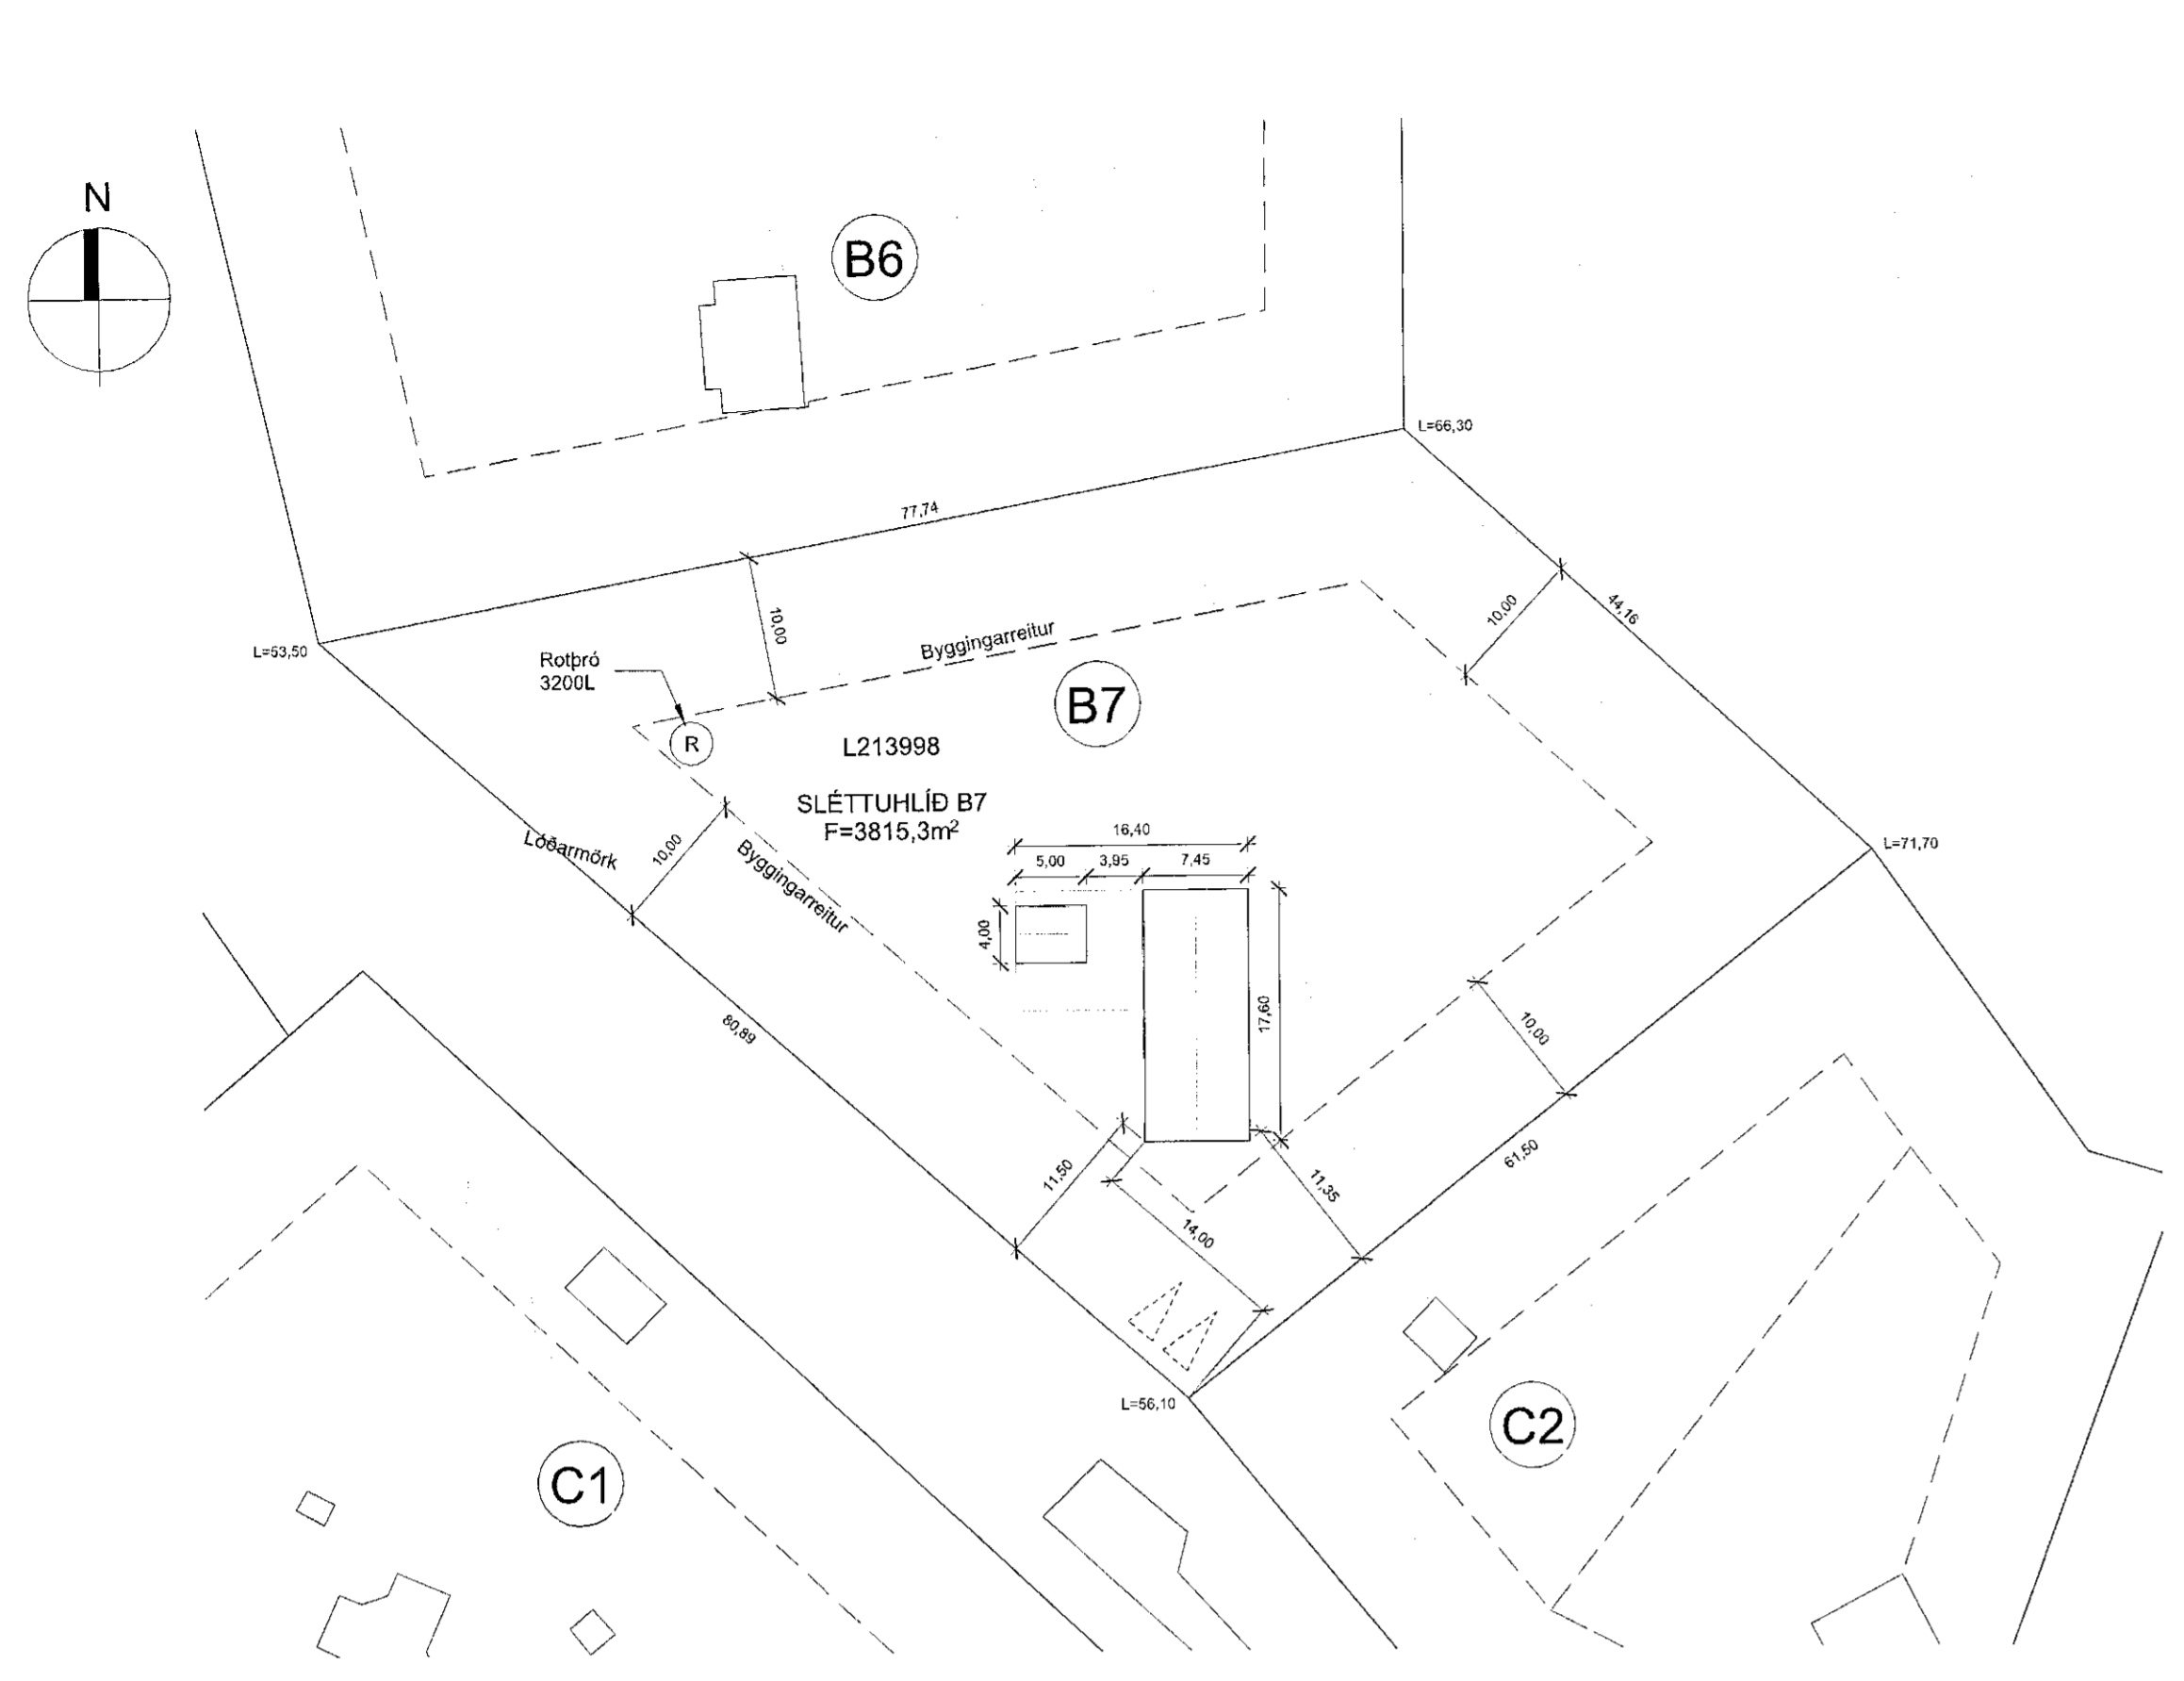 N
B6
L=66,30
77,74
10,00
44,16
10,00
L=53,50
Rotþró
3200L
Byggingarreitur
B7
R
L213998
SLÉTTUHLÍÐ B7
F=3815,3m²
Lóðarmörk
10,00
Byggingarreitur
16,40
5,00
3,95
7,45
L=71,70
4,00
17,60
80,89
10,00
61,50
11,50
11,35
14,00
L=56,10
C2
C1